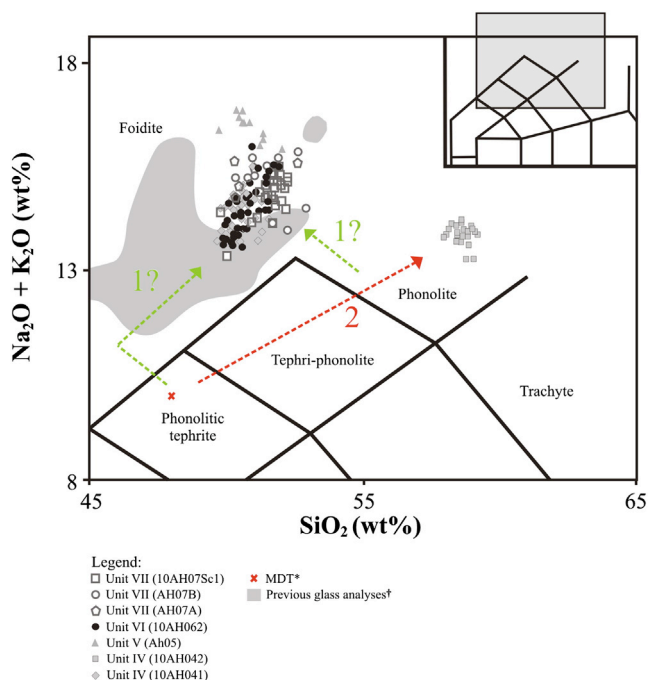 18
Foidite
1?
1?
13
Phonolite
2
Na₂O + K₂O (wt%)
Tephri-phonolite
Trachyte
Phonolitic
tephrite
8
45
55
65
SiO₂ (wt%)
Legend:
Unit VII (10AH07Sc1)
Unit VII (AH07B)
Unit VII (AH07A)
Unit VI (10AH062)
Unit V (Ah05)
Unit IV (10AH042)
Unit IV (10AH041)
MDT*
Previous glass analyses†